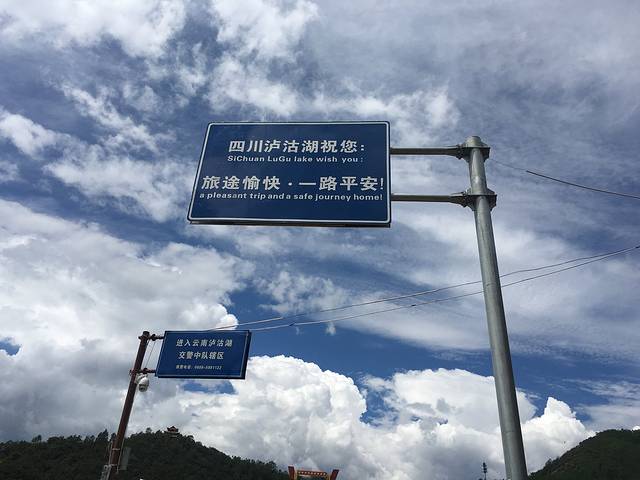 四川泸沽湖祝您：
SiChuan LuGu lake wish you :
旅途愉快·一路平安!
a pleasant trip and a safe journey home!
进入云南泸沽湖
交警中队辖区